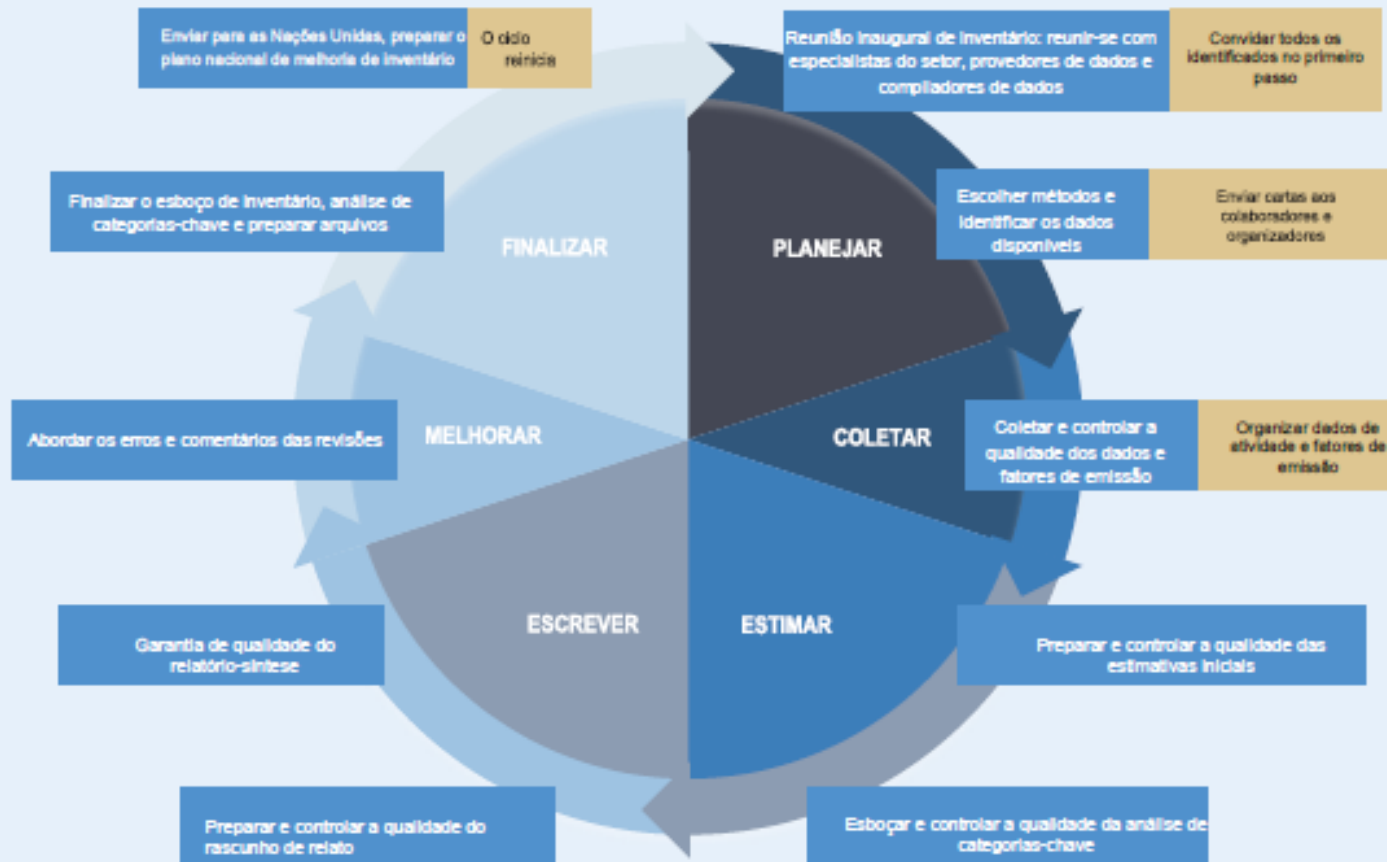 Enviar para as Nações Unidas, preparar o
plano nacional de melhoria de inventário
O ciclo
reinicia
Reunião inaugural de inventário: reunir-se com
especialistas do setor, provedores de dados e
compiladores de dados
Convidar todos os
identificados no primeiro
passo
Finalizar o esboço de inventário, análise de
categorias-chave e preparar arquivos
Escolher métodos e
identificar os dados
disponíveis
Enviar cartas aos
colaboradores e
organizadores
FINALIZAR
PLANEJAR
Abordar os erros e comentários das revisões
MELHORAR
COLETAR
Coletar e controlar a
qualidade dos dados e
fatores de emissão
Organizar dados de
atividade e fatores de
emissão
Garantia de qualidade do
relatório-síntese
ESCREVER
ESTIMAR
Preparar e controlar a qualidade das
estimativas iniciais
Preparar e controlar a qualidade do
rascunho de relato
Esboçar e controlar a qualidade da análise de
categorias-chave